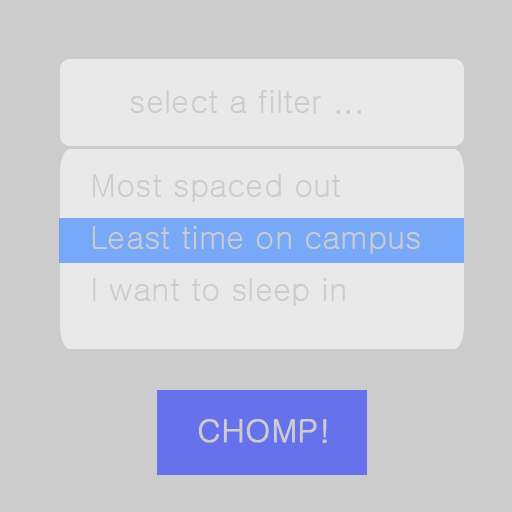 select a filter ...
Most spaced out
Least time on campus
I want to sleep in
CHOMP!